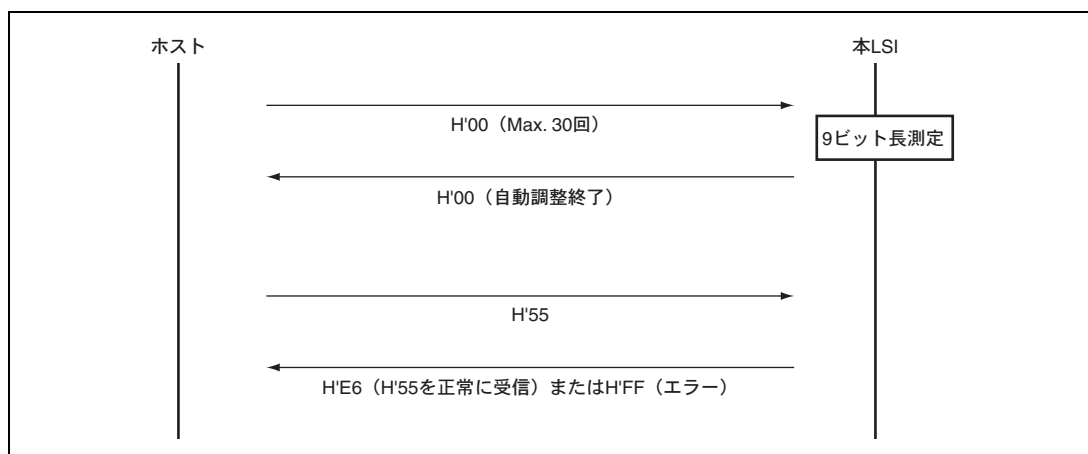 ホスト
本LSI
H'00（Max. 30回）
9ビット長測定
H'00（自動調整終了）
H'55
H'E6（H'55を正常に受信）またはH'FF（エラー）